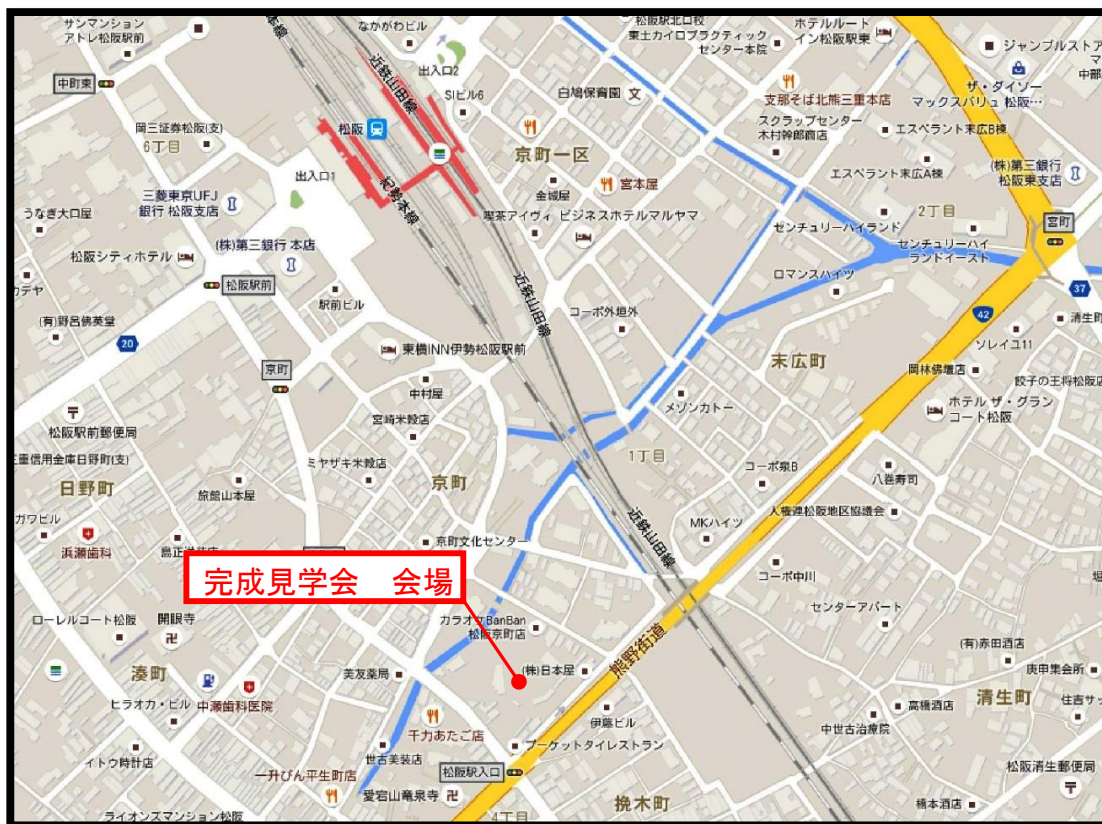 サンマンション
アトレ松阪駅前
中町東
岡三証券松阪(支)
6丁目
三菱東京UFJ
銀行 松阪支店
うなぎ大口屋
(株)第三銀行 本店
松阪シティホテル
松阪駅前
カデヤ
駅前ビル
(有)野呂佛英堂
20
京町
東横INN伊勢松阪駅前
中村屋
宮崎米穀店
松阪駅前郵便局
三重信用金庫日野町(支)
日野町
ミヤザキ米穀店
旅館山本屋
京町
ガワビル
浜瀬歯科
京町文化センター
完成見学会 会場
ローレルコート松阪
開眼寺
湊町
ヒラオカ・ビル
中瀬歯科医院
イトウ時計店
一升びん平生町店
ライオンズマンション松阪
美友薬局
カラオケBanBan
松阪京町店
(株)日本屋
千力あたご店
世古美装店
愛宕山竜泉寺
松阪駅入口
4丁目
プーケットタイレストラン
伊藤ビル
挽木町
熊野街道
なかがわビル
本線
近鉄山田線
出入口2
SIビル6
松阪
出入口1
紀勢本線
京町一区
金城屋
宮本屋
喫茶アイヴィ
ビジネスホテルマルヤマ
近鉄山田線
コーポ外垣外
白鳩保育園
松阪駅北口校
東土カイロプラクティック
センター本院
ホテルルート
イン松阪駅東
支那そば北熊三重本店
スクラップセンター
木村幹郎商店
ジャンブルストア
ザ・ダイソー
マックスバリュ 松阪…
中部
エスペラント末広B棟
エスペラント末広A棟
(株)第三銀行
松阪東支店
2丁目
宮町
センチュリーハイランド
センチュリーハイ
ランドイースト
ロマンスハイツ
37
42
清生町
ソレイユ11
末広町
岡林佛壇店
餃子の王将松阪店
メゾンカトー
ホテル ザ・グラン
コート松阪
1丁目
コーポ泉B
八巻寿司
人権連松阪地区協議会
MKハイツ
近鉄山田線
コーポ中川
センターアパート
(有)赤田酒店
庚申集会所
清生町
住吉サッ
高橋酒店
中世古治療院
松阪清生郵便局
橋本酒店